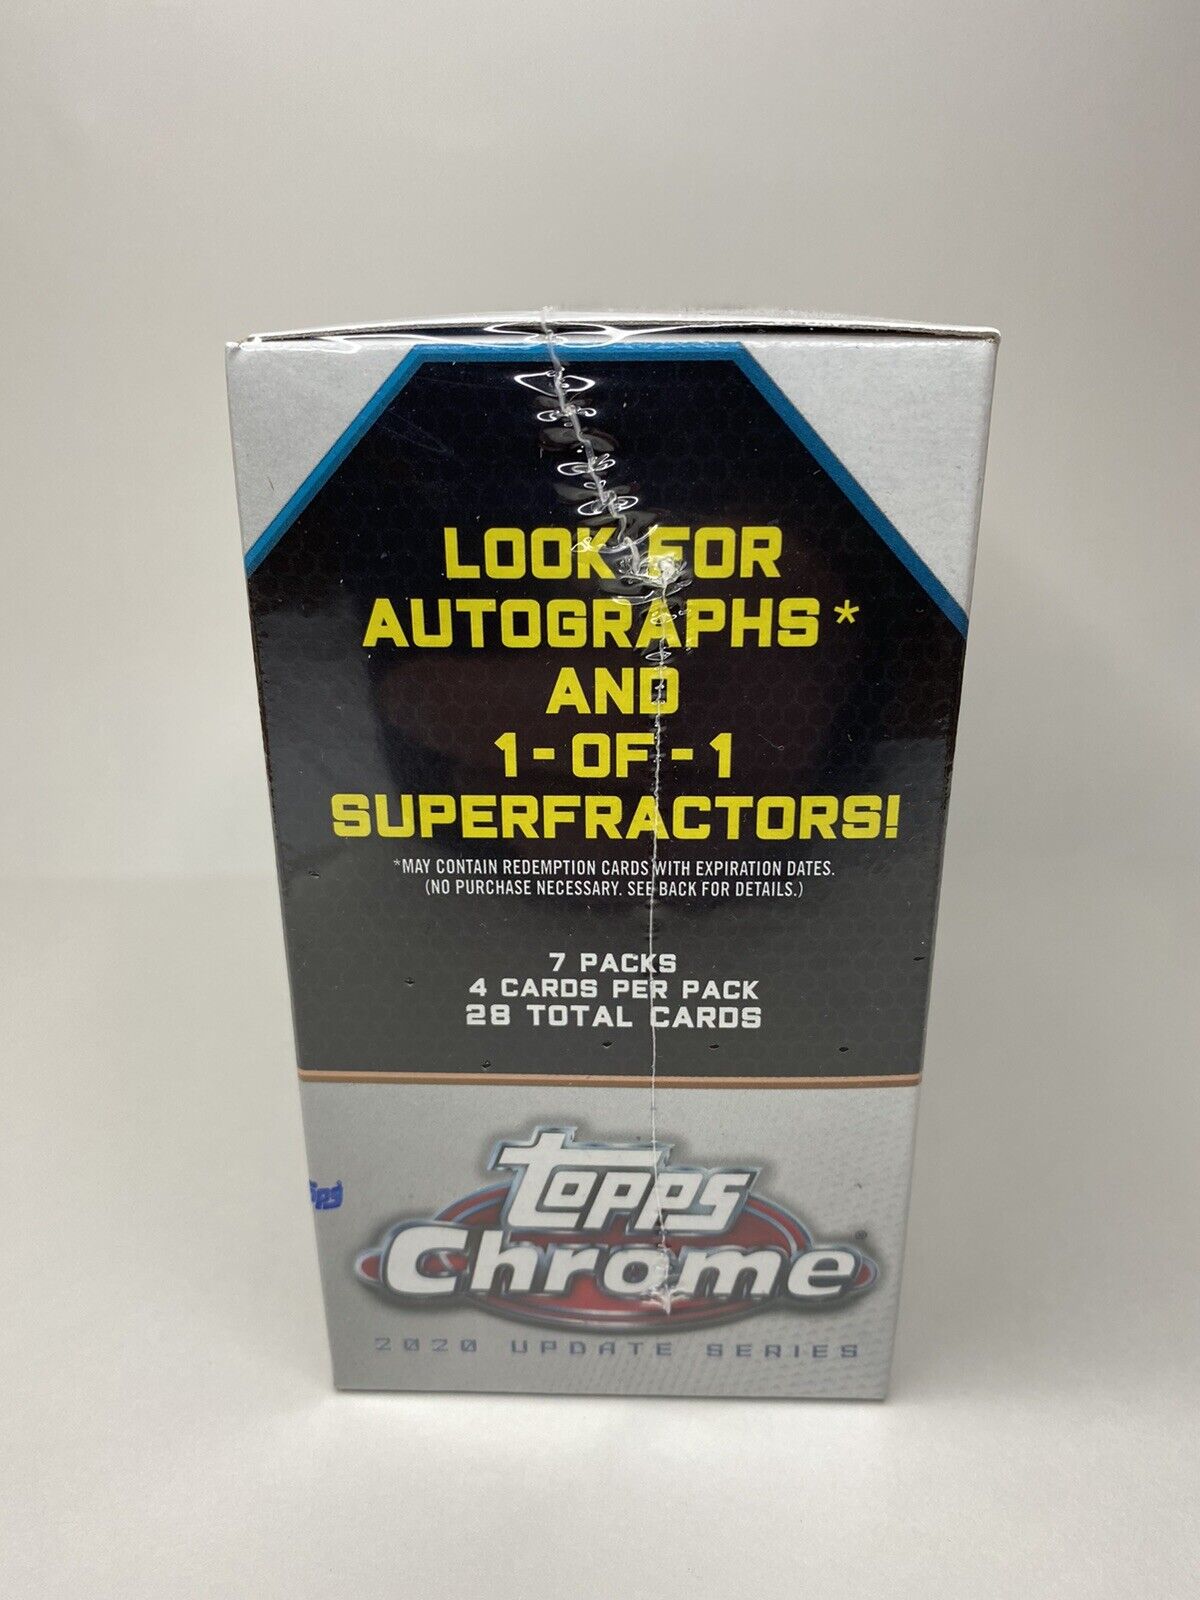 LOOK FOR
AUTOGRAPHS*
AND
1-OF-1
SUPERFRACTORS!
*MAY CONTAIN REDEMPTION CARDS WITH EXPIRATION DATES.
(NO PURCHASE NECESSARY. SEE BACK FOR DETAILS.)
7 PACKS
4 CARDS PER PACK
28 TOTAL CARDS
Topps
Chrome®
2020 UPDATE SERIES